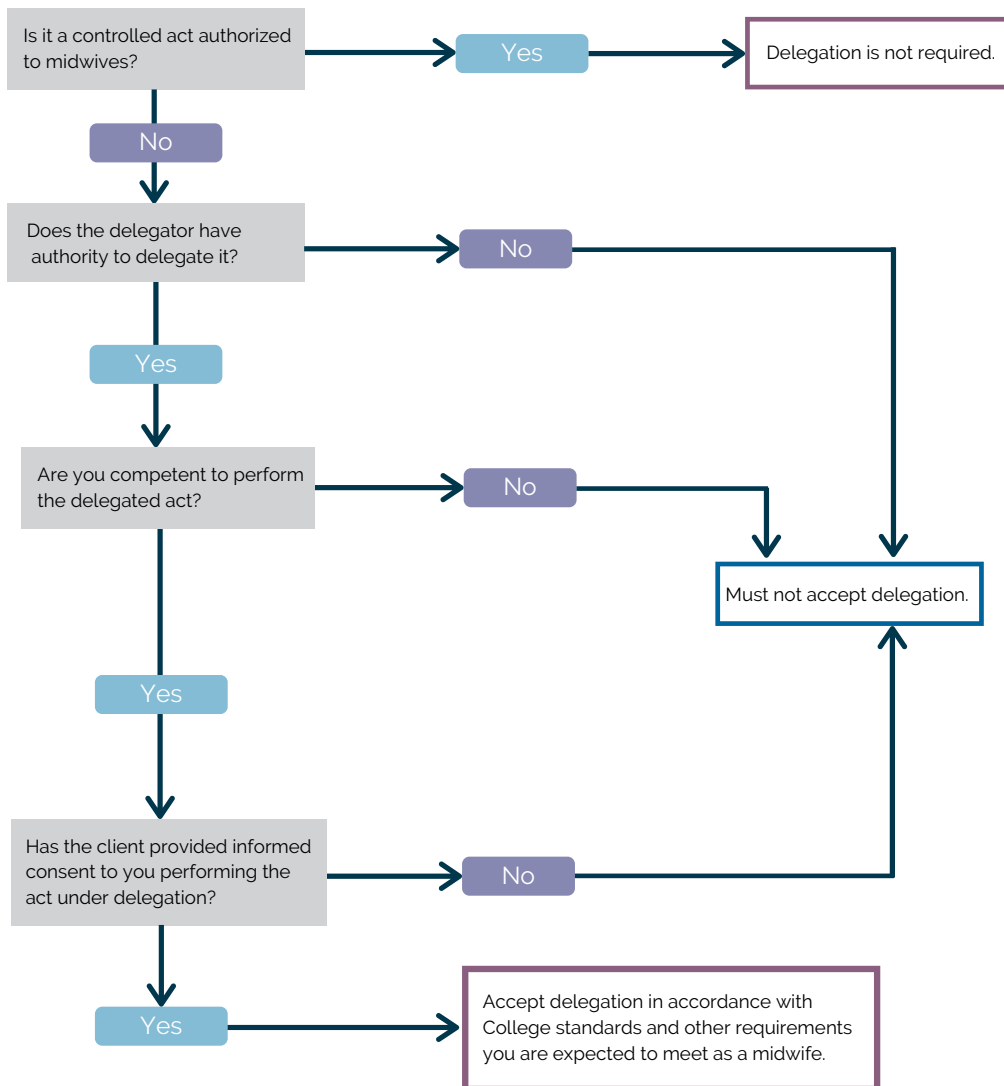 Is it a controlled act authorized
to midwives?
Yes
Delegation is not required.
No
Does the delegator have
authority to delegate it?
No
Yes
Are you competent to perform
the delegated act?
No
Must not accept delegation.
Yes
Has the client provided informed
consent to you performing the
act under delegation?
No
Yes
Accept delegation in accordance with
College standards and other requirements
you are expected to meet as a midwife.